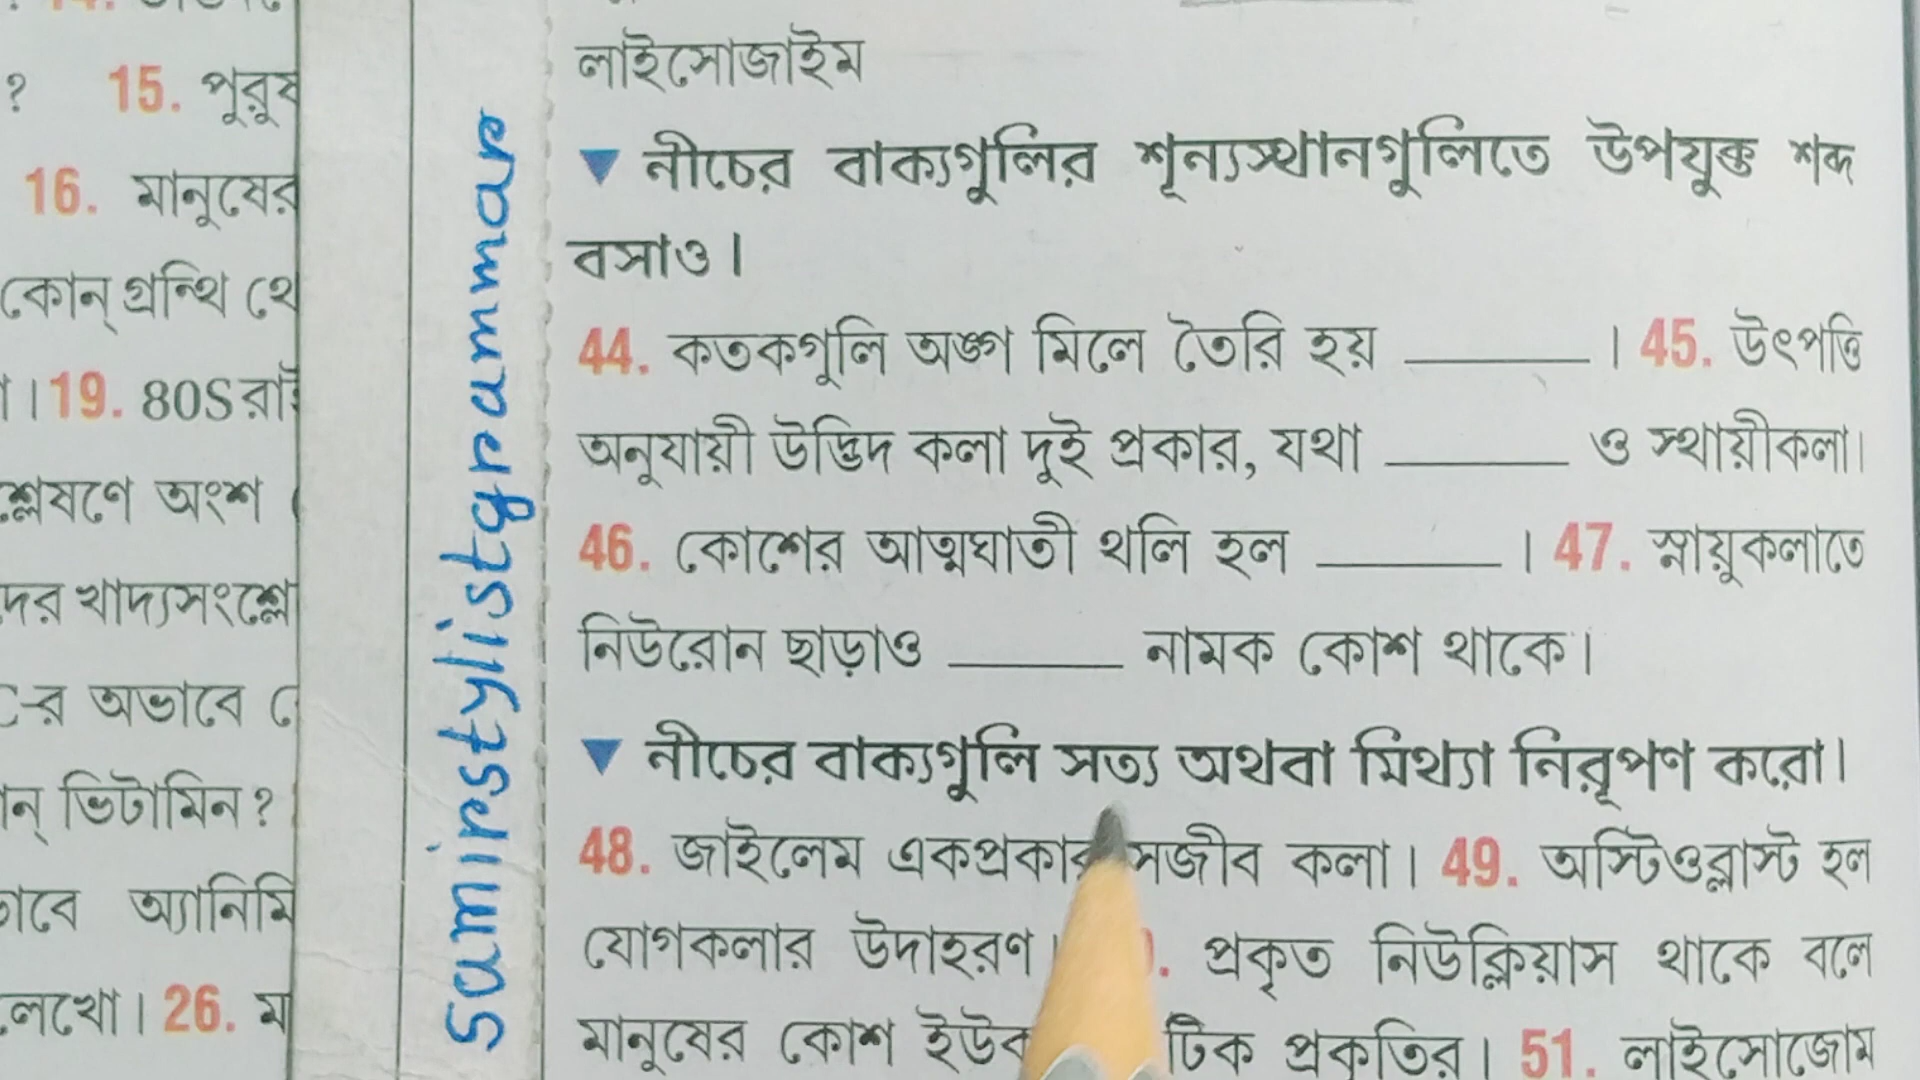 ? 15. পুরুষ
16. মানুষের
কোন্ গ্রন্থি
। 19. 80S
অংশ
খাদ্যসংশ্লে
-র অভাবে
ভিটামিন?
অ্যানিমি
লেখো। 26. ম
samirstylistgrammar
লাইসোজাইম
▼ নীচের বাক্যগুলির শূন্যস্থানগুলিতে উপযুক্ত শব্দ
বসাও।
44. কতকগুলি অঙ্গ মিলে তৈরি হয় ______। 45. উৎপত্তি
অনুযায়ী উদ্ভিদ কলা দুই প্রকার, যথা ______ ও স্থায়ীকলা।
46. কোশের আত্মঘাতী থলি হল ______। 47. স্নায়ুকলাতে
নিউরোন ছাড়াও ______ নামক কোশ থাকে।
▼ নীচের বাক্যগুলি সত্য অথবা মিথ্যা নিরূপণ করো।
48. জাইলেম একপ্রকার সজীব কলা। 49. অস্টিওব্লাস্ট হল
যোগকলার উদাহরণ। প্রকৃত নিউক্লিয়াস থাকে বলে
মানুষের কোশ প্রকৃতির। 51. লাইসোজোম